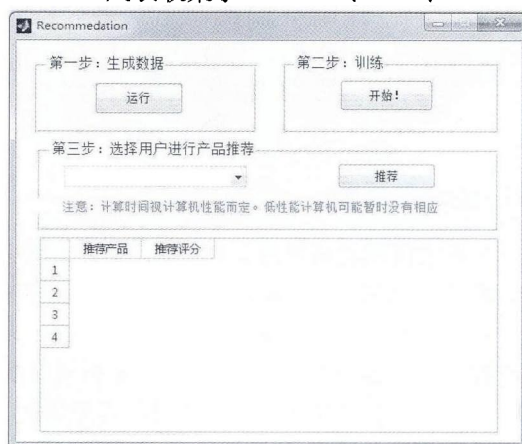 Recommedation
第一步：生成数据
第二步：训练
运行
开始!
第三步：选择用户进行产品推荐
推荐
注意：计算时间视计算机性能而定。低性能计算机可能暂时没有相应
推荐产品 推荐评分
1
2
3
4